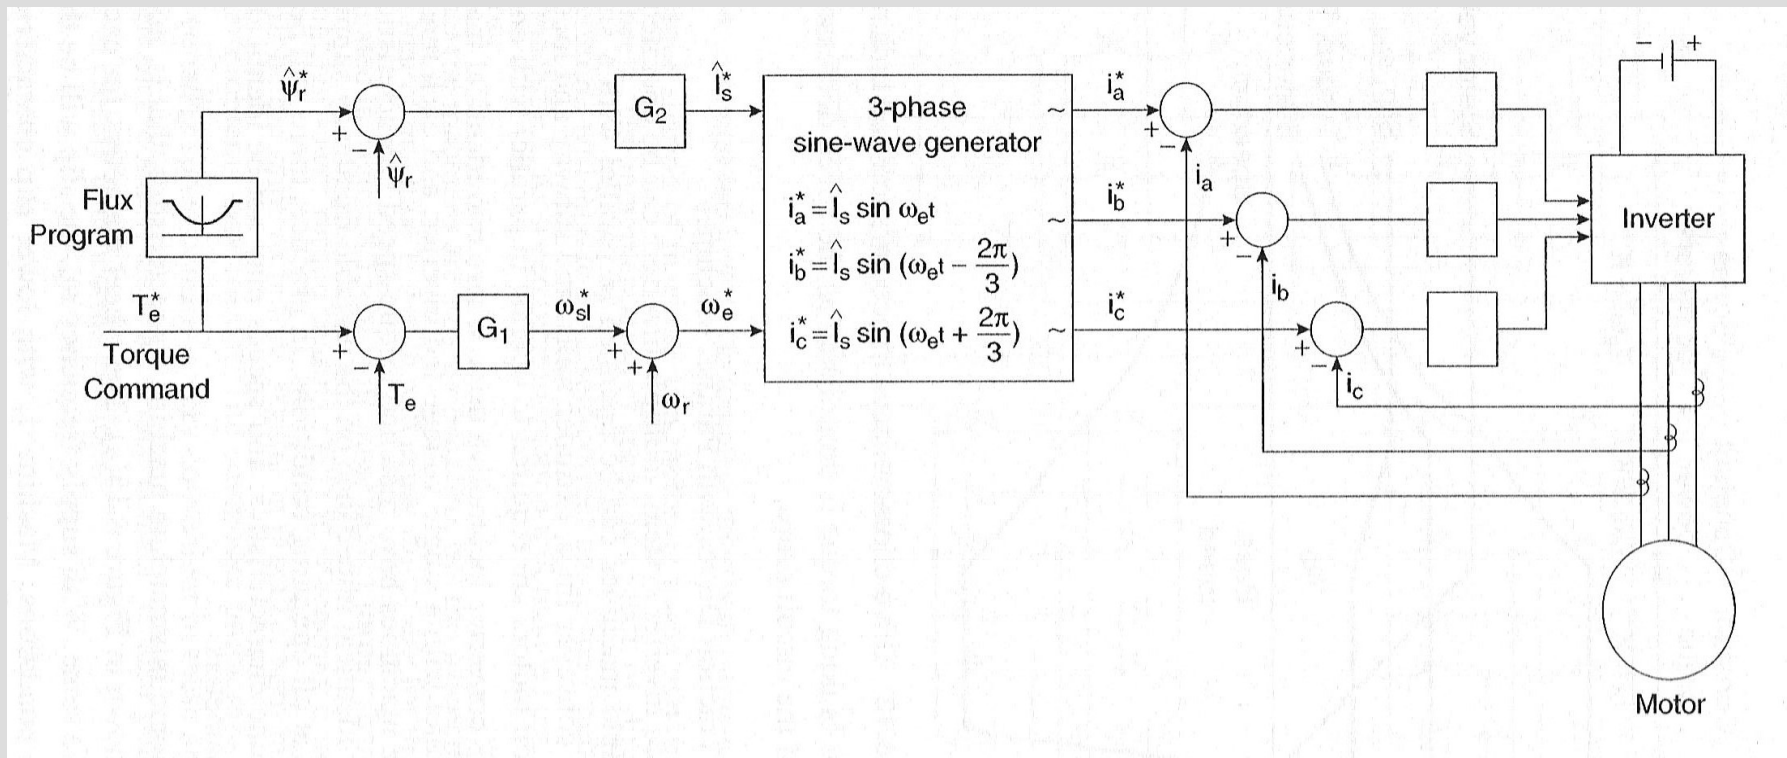 ψ̂r*
+
−
ψ̂r
G2
Îs*
Flux
Program
Te*
Torque
Command
+
−
Te
G1
ωsl*
+
+
ωr
ωe*
3-phase
sine-wave generator
ia* = Îs sin ωet
ib* = Îs sin (ωet − 2π/3)
ic* = Îs sin (ωet + 2π/3)
~
~
~
ia*
+
−
ia
ib*
+
−
ib
ic*
+
−
ic
− +
Inverter
Motor